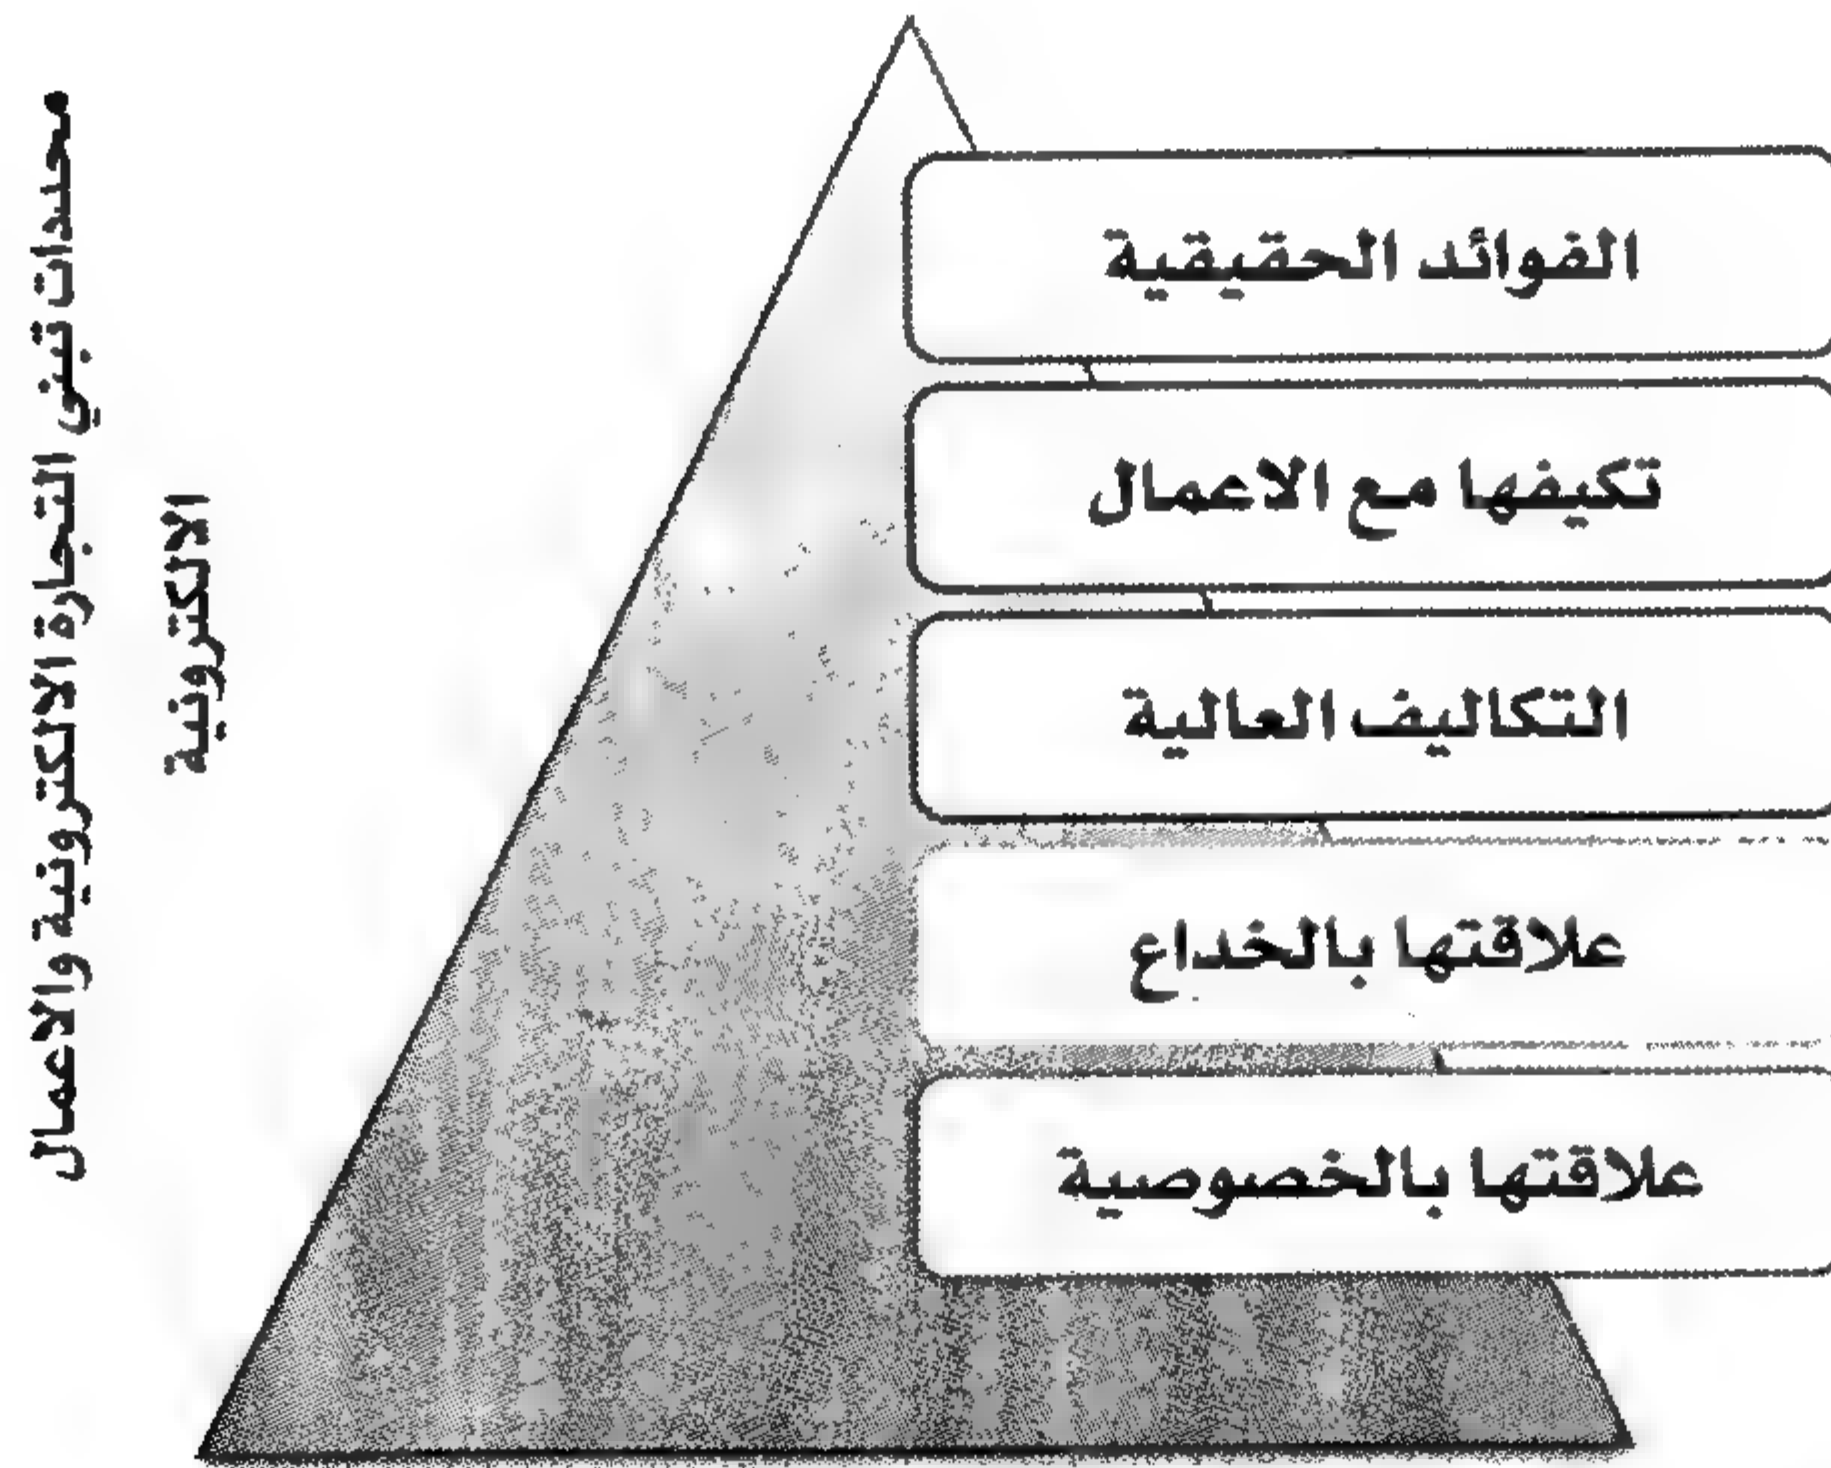 محددات تبني التجارة الالكترونية والاعمال
الالكترونية
الفوائد الحقيقية
تكيفها مع الاعمال
التكاليف العالية
علاقتها بالخداع
علاقتها بالخصوصية